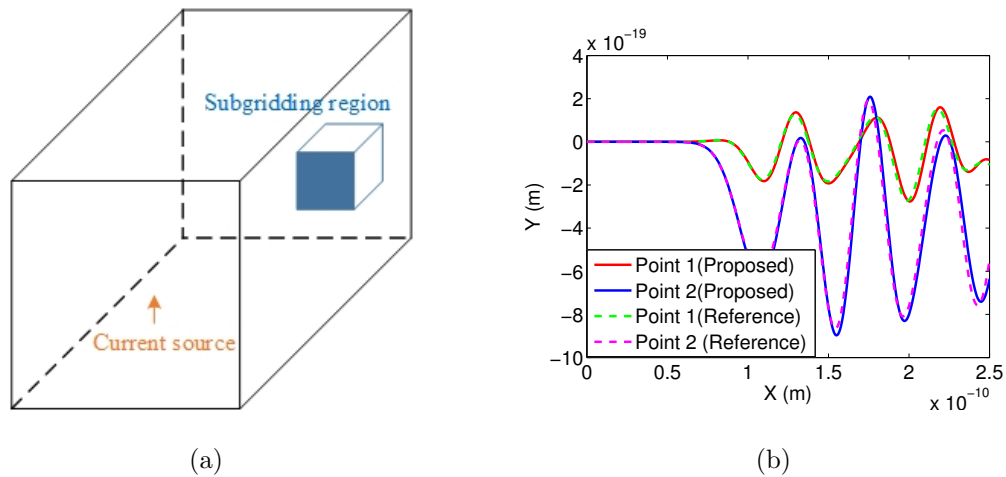 Subgridding region
Current source
(a)
x 10−19
4
2
0
−2
−4
−6
−8
−10
Y (m)
Point 1(Proposed)
Point 2(Proposed)
Point 1(Reference)
Point 2 (Reference)
0 0.5 1 1.5 2 2.5
X (m)
x 10−10
(b)